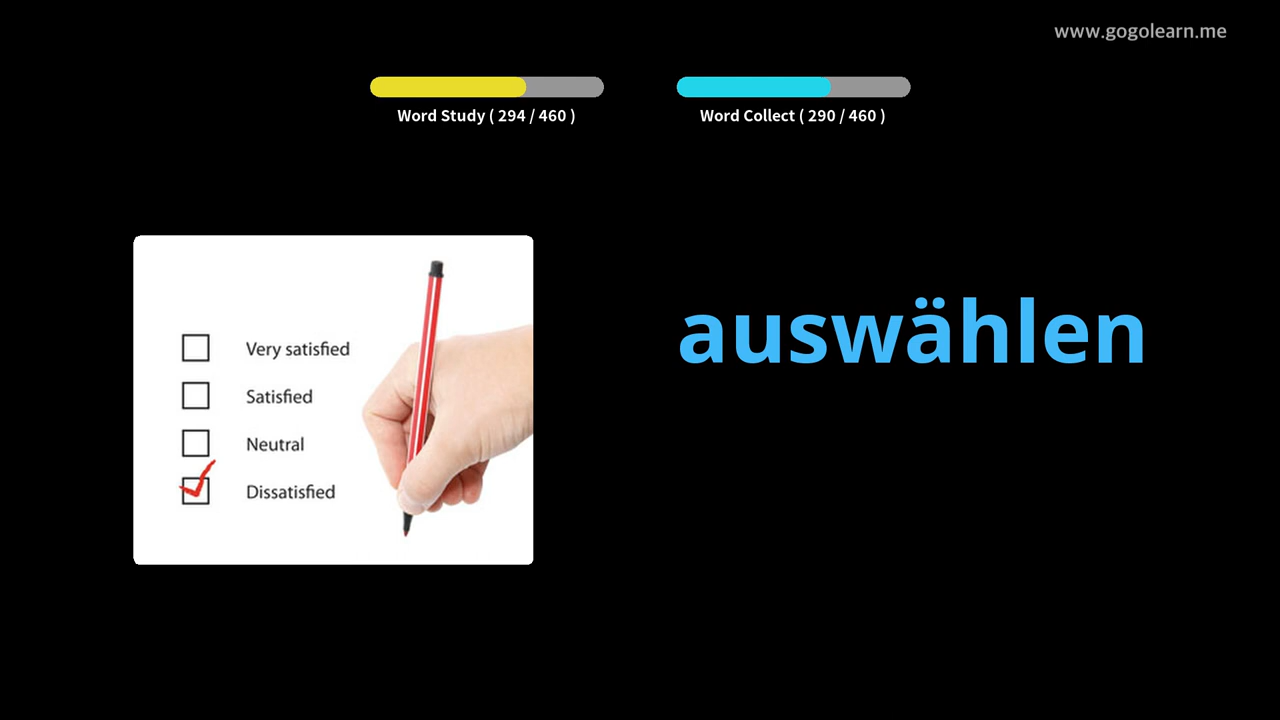 www.gogolearn.me
Word Study ( 294 / 460 )
Word Collect ( 290 / 460 )
Very satisfied
Satisfied
Neutral
Dissatisfied
auswählen